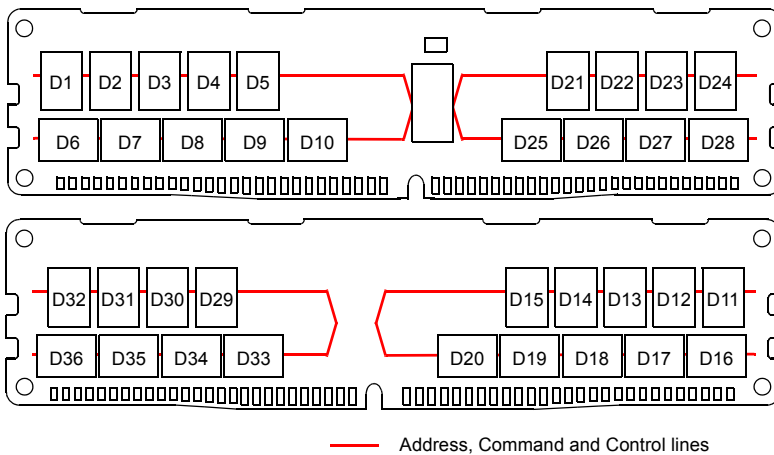 D1 D2 D3 D4 D5 D21 D22 D23 D24
D6 D7 D8 D9 D10 D25 D26 D27 D28
D32 D31 D30 D29 D15 D14 D13 D12 D11
D36 D35 D34 D33 D20 D19 D18 D17 D16
Address, Command and Control lines